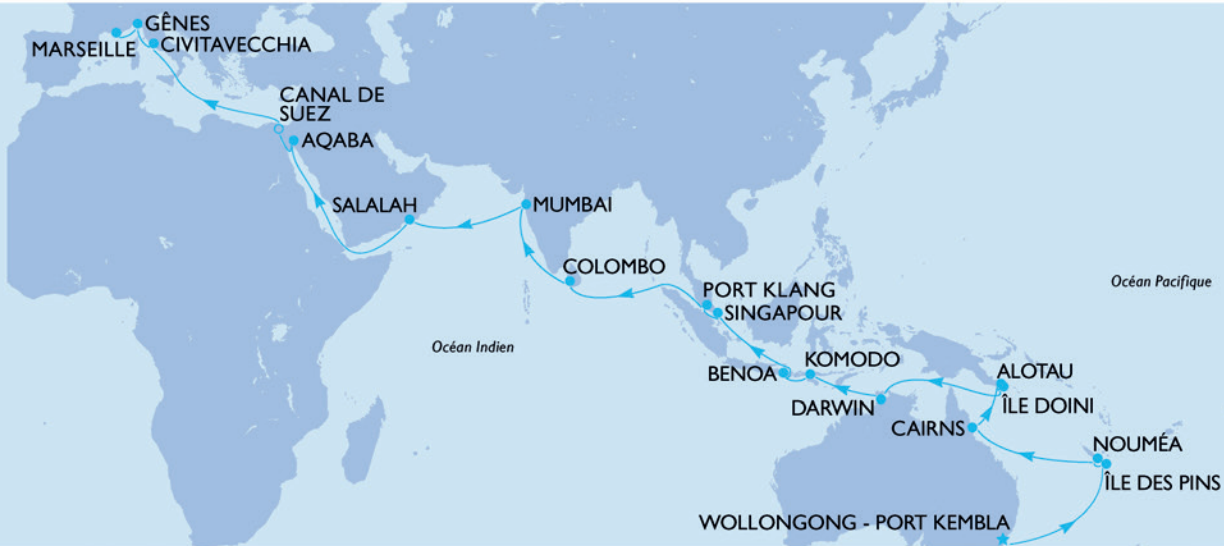 GÊNES
MARSEILLE
CIVITAVECCHIA
CANAL DE
SUEZ
AQABA
SALALAH
MUMBAI
COLOMBO
PORT KLANG
SINGAPOUR
Océan Pacifique
Océan Indien
KOMODO
BENOA
ALOTAU
ÎLE DOINI
DARWIN
CAIRNS
NOUMÉA
ÎLE DES PINS
WOLLONGONG - PORT KEMBLA